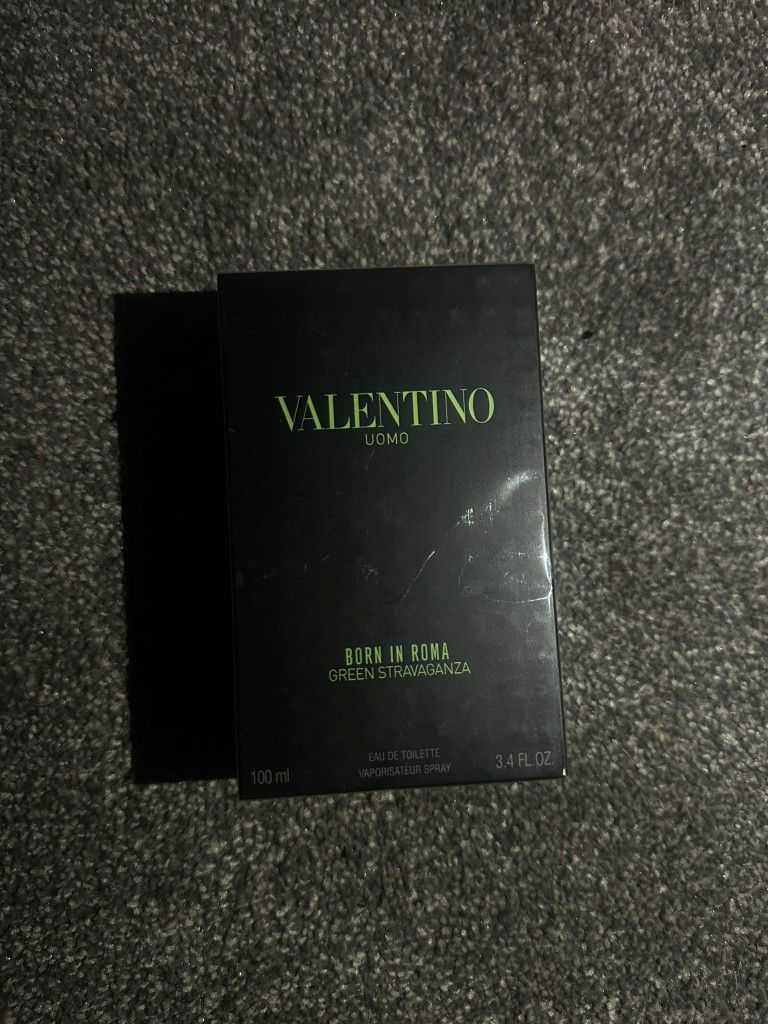 VALENTINO
UOMO
BORN IN ROMA
GREEN STRAVAGANZA
EAU DE TOILETTE
VAPORISATEUR SPRAY
100 ml
3.4 FL.OZ.